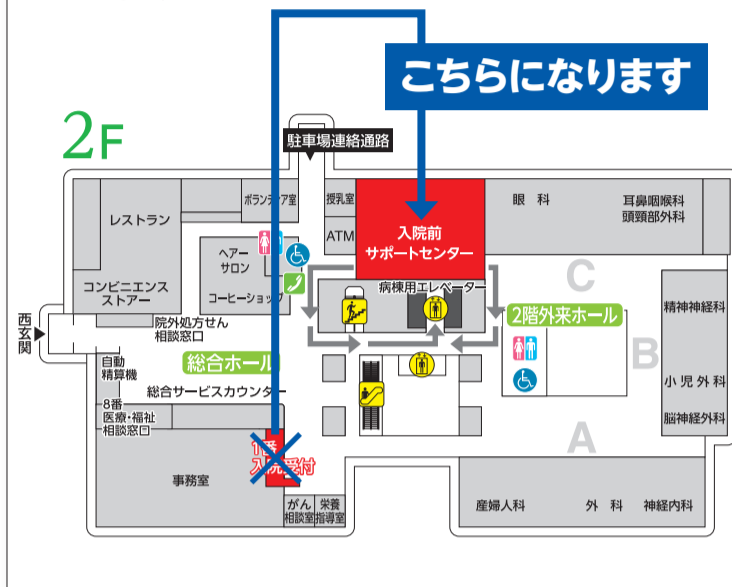 こちらになります
2F
駐車場連絡通路
レストラン
ボランティア室
授乳室
ATM
入院前
サポートセンター
眼科
耳鼻咽喉科
頭頸部外科
ヘアー
サロン
コーヒーショップ
コンビニエンス
ストアー
病棟用エレベーター
C
2階外来ホール
精神神経科
西玄関
院外処方せん
相談窓口
総合ホール
自動
精算機
総合サービスカウンター
B
小児外科
8番
医療・福祉
相談窓口
脳神経外科
A
1番
入院受付
事務室
がん
相談室
栄養
指導室
産婦人科
外科
神経内科